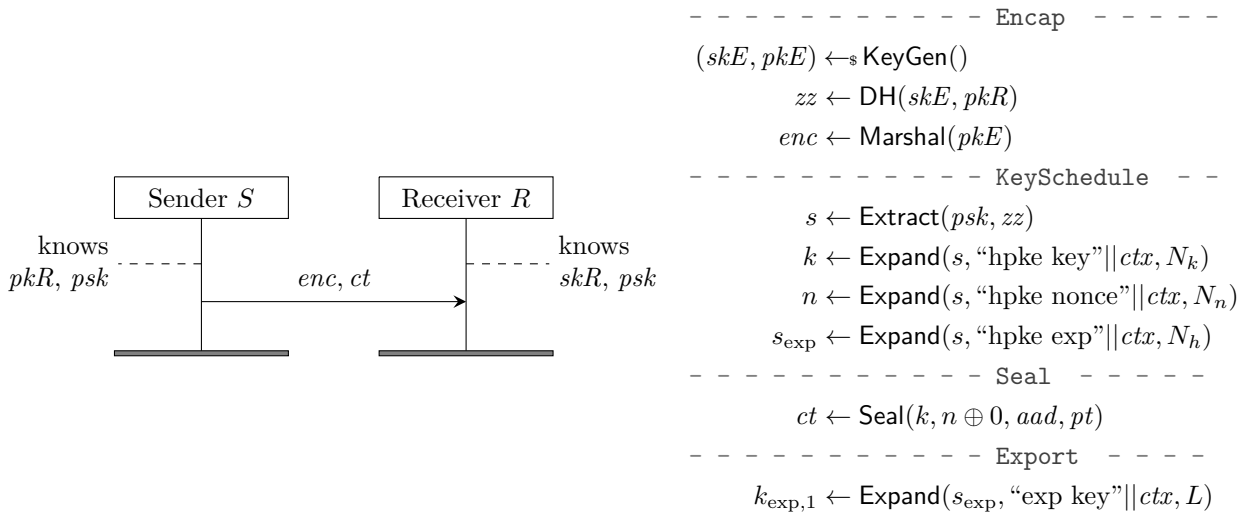 Sender S
Receiver R
knows
pkR, psk
knows
skR, psk
enc, ct
Encap
(skE, pkE) ←$ KeyGen()
zz ← DH(skE, pkR)
enc ← Marshal(pkE)
KeySchedule
s ← Extract(psk, zz)
k ← Expand(s, “hpke key”||ctx, N_k)
n ← Expand(s, “hpke nonce”||ctx, N_n)
s_exp ← Expand(s, “hpke exp”||ctx, N_h)
Seal
ct ← Seal(k, n ⊕ 0, aad, pt)
Export
k_exp,1 ← Expand(s_exp, “exp key”||ctx, L)